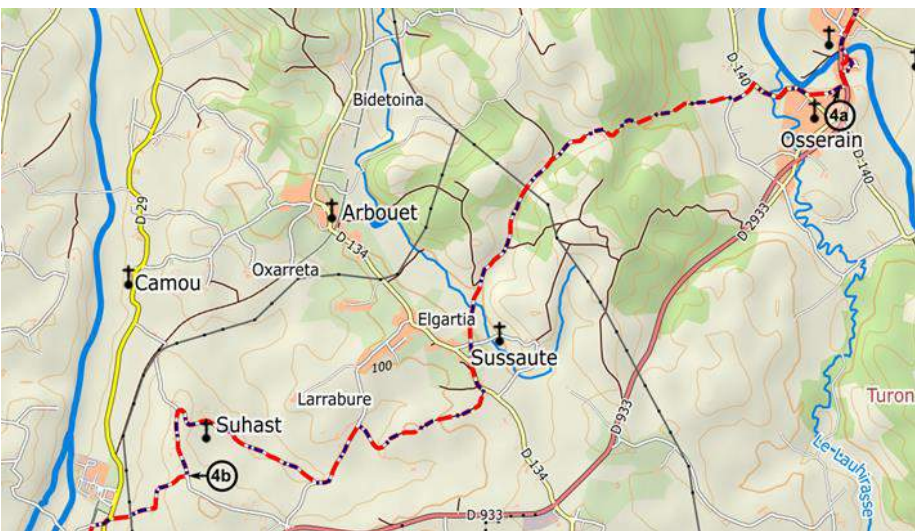 D 140
4a
Osserain
D 140
Bidetoina
D 29
Arbouet
D 134
D 2933
Oxarreta
Camou
Elgartia
Sussaute
100
Larrabure
D 933
Turon
Suhast
4b
D 134
Le Lauhirasse
D 933